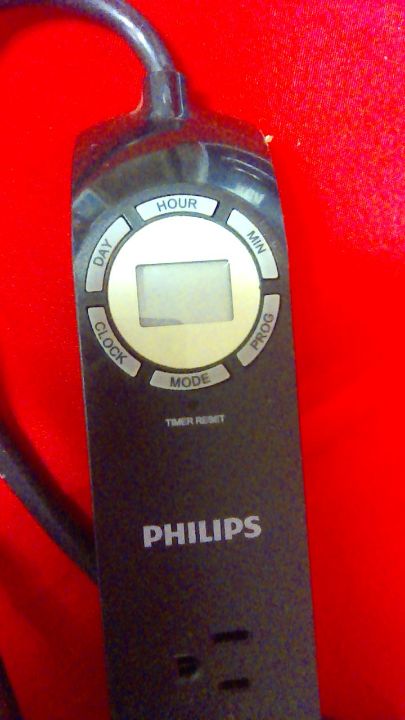 HOUR
DAY
MIN
CLOCK
PROG
MODE
TIMER RESET
PHILIPS